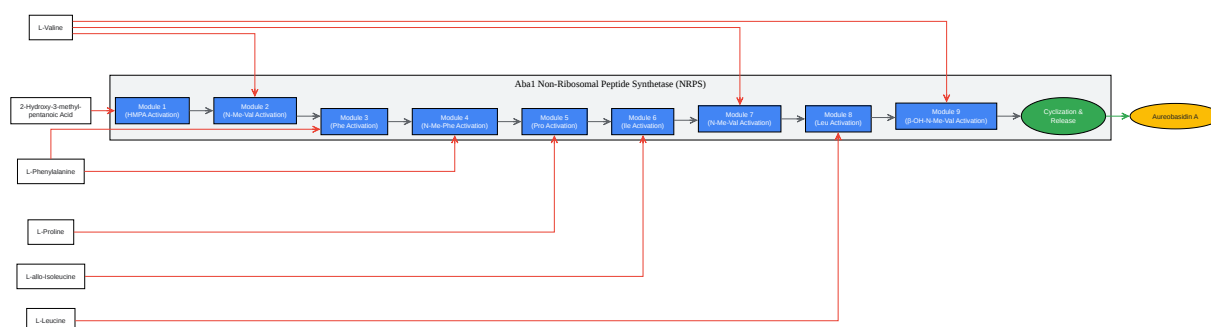 L-Valine
Aba1 Non-Ribosomal Peptide Synthetase (NRPS)
2-Hydroxy-3-methyl-
pentanoic Acid
Module 1
(HMPA Activation)
Module 2
(N-Me-Val Activation)
Module 3
(Phe Activation)
Module 4
(N-Me-Phe Activation)
Module 5
(Pro Activation)
Module 6
(Ile Activation)
Module 7
(N-Me-Val Activation)
Module 8
(Leu Activation)
Module 9
(β-OH-N-Me-Val Activation)
Cyclization &
Release
Aureobasidin A
L-Phenylalanine
L-Proline
L-allo-Isoleucine
L-Leucine